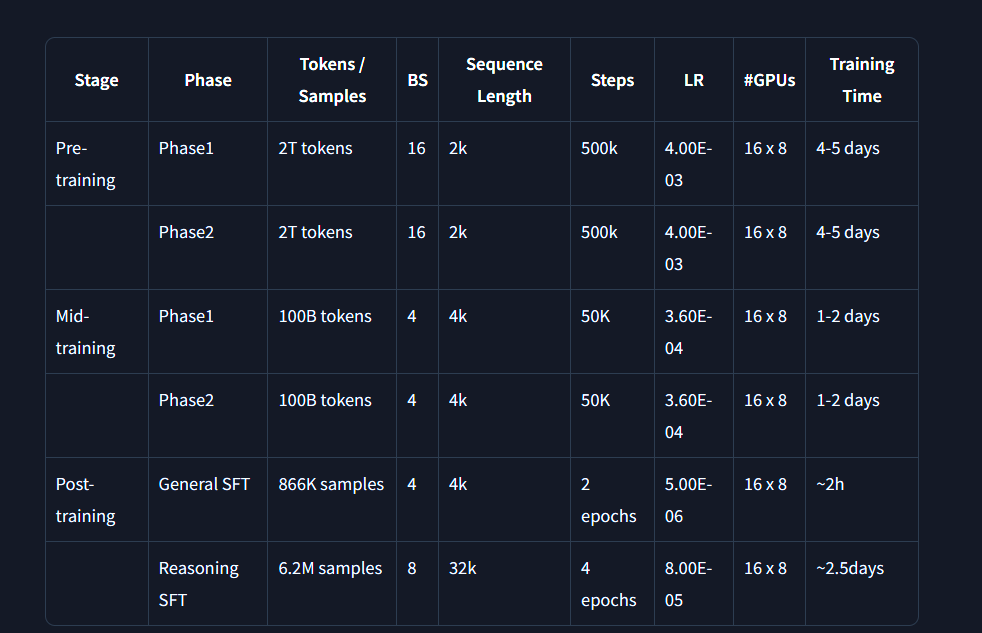 Stage Phase Tokens / Samples BS Sequence Length Steps LR #GPUs Training Time
Pre-training Phase1 2T tokens 16 2k 500k 4.00E-03 16 x 8 4-5 days
Phase2 2T tokens 16 2k 500k 4.00E-03 16 x 8 4-5 days
Mid-training Phase1 100B tokens 4 4k 50K 3.60E-04 16 x 8 1-2 days
Phase2 100B tokens 4 4k 50K 3.60E-04 16 x 8 1-2 days
Post-training General SFT 866K samples 4 4k 2 epochs 5.00E-06 16 x 8 ~2h
Reasoning SFT 6.2M samples 8 32k 4 epochs 8.00E-05 16 x 8 ~2.5days